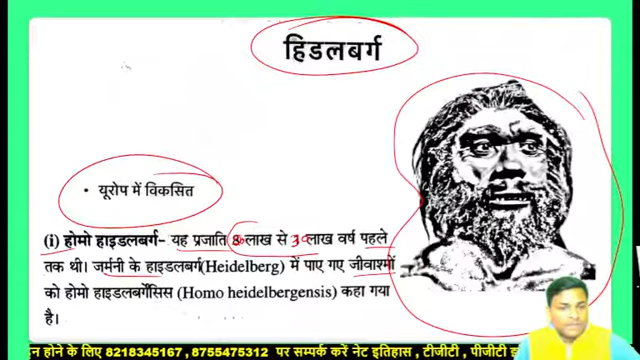 हिडलबर्ग
• यूरोप में विकसित
(i) होमो हाइडलबर्ग- यह प्रजाति 8 लाख से 3 लाख वर्ष पहले
तक थी। जर्मनी के हाइडलबर्ग(Heidelberg) में पाए गए जीवाश्मों
को होमो हाइडलबर्गेसिस (Homo heidelbergensis) कहा गया
है।
होने के लिए 8218345167, 8755475312 पर सम्पर्क करें नेट इतिहास , टीजीटी , पीजीटी